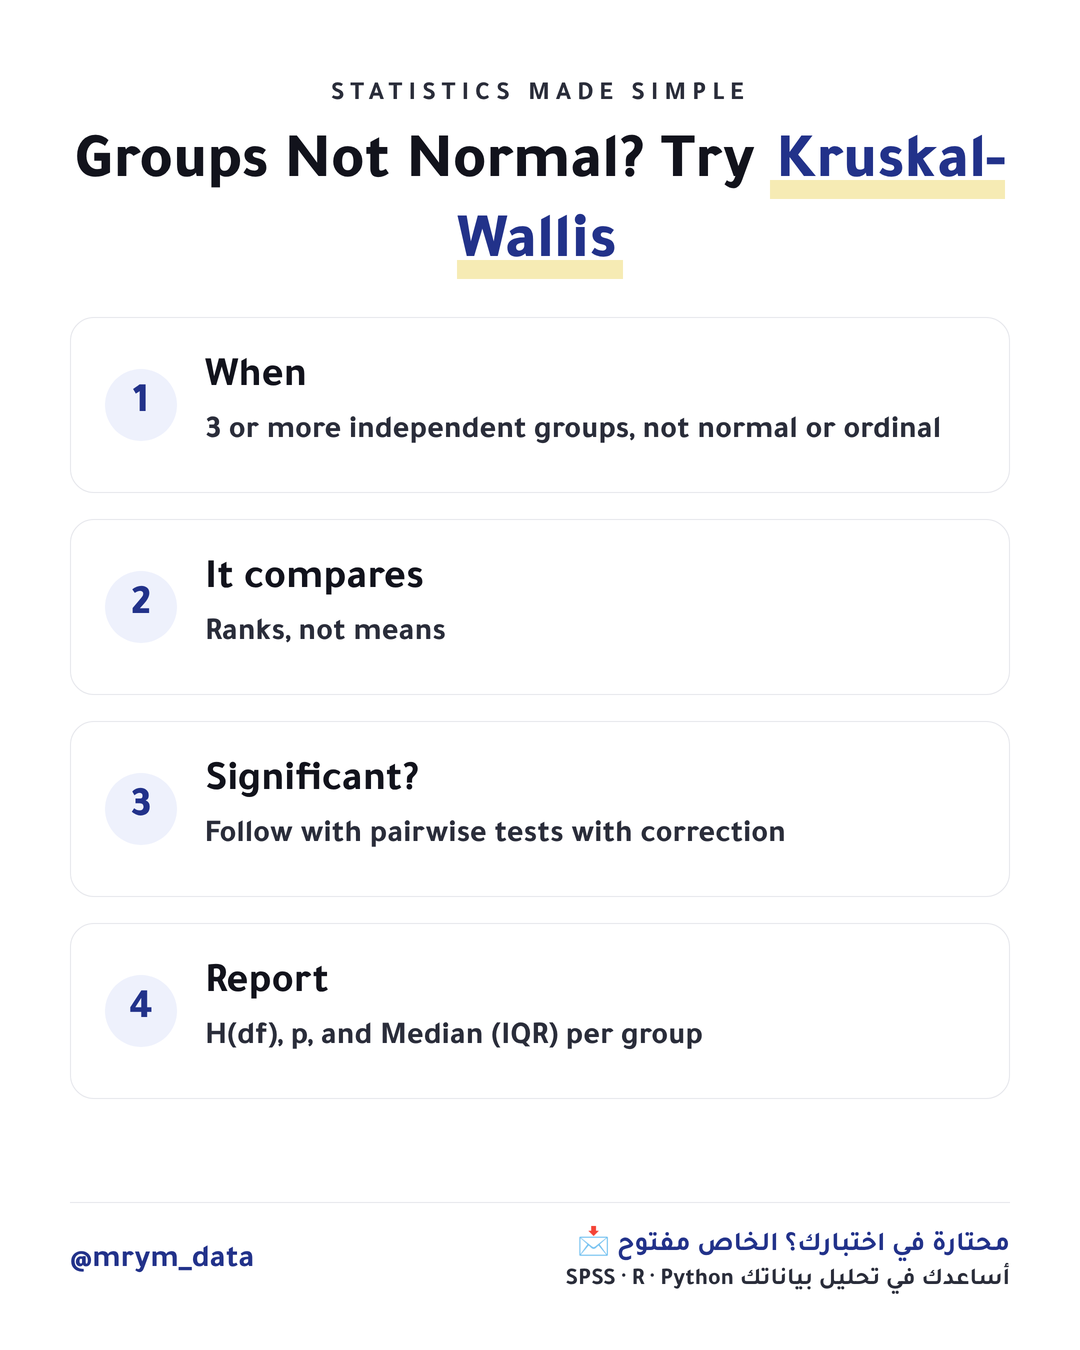 STATISTICS MADE SIMPLE
Groups Not Normal? Try Kruskal-
Wallis
1
When
3 or more independent groups, not normal or ordinal
2
It compares
Ranks, not means
3
Significant?
Follow with pairwise tests with correction
4
Report
H(df), p, and Median (IQR) per group
@mrym_data
محتارة في اختبارك؟ الخاص مفتوح 📩
أساعدك في تحليل بياناتك SPSS · R · Python